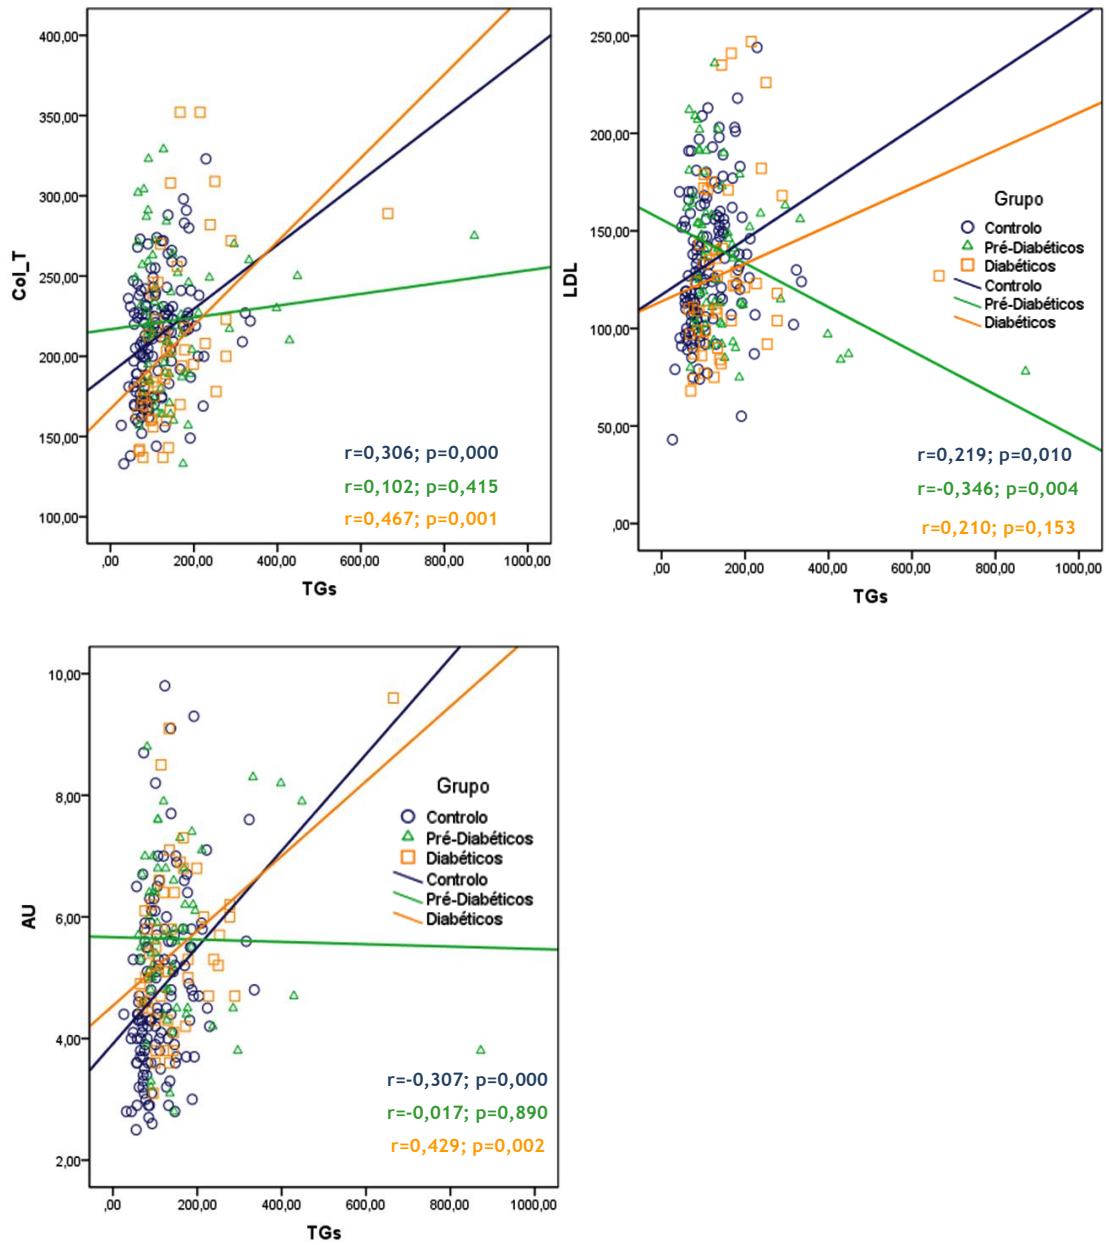 400,00
350,00
300,00
250,00
200,00
150,00
100,00
Col_T
r=0,306; p=0,000
r=0,102; p=0,415
r=0,467; p=0,001
,00
200,00
400,00
600,00
800,00
1000,00
TGs
250,00
200,00
150,00
100,00
50,00
,00
LDL
Grupo
Controlo
Pré-Diabéticos
Diabéticos
Controlo
Pré-Diabéticos
Diabéticos
r=0,219; p=0,010
r=-0,346; p=0,004
r=0,210; p=0,153
,00
200,00
400,00
600,00
800,00
1000,00
TGs
10,00
8,00
6,00
4,00
2,00
AU
Grupo
Controlo
Pré-Diabéticos
Diabéticos
Controlo
Pré-Diabéticos
Diabéticos
r=-0,307; p=0,000
r=-0,017; p=0,890
r=0,429; p=0,002
,00
200,00
400,00
600,00
800,00
1000,00
TGs